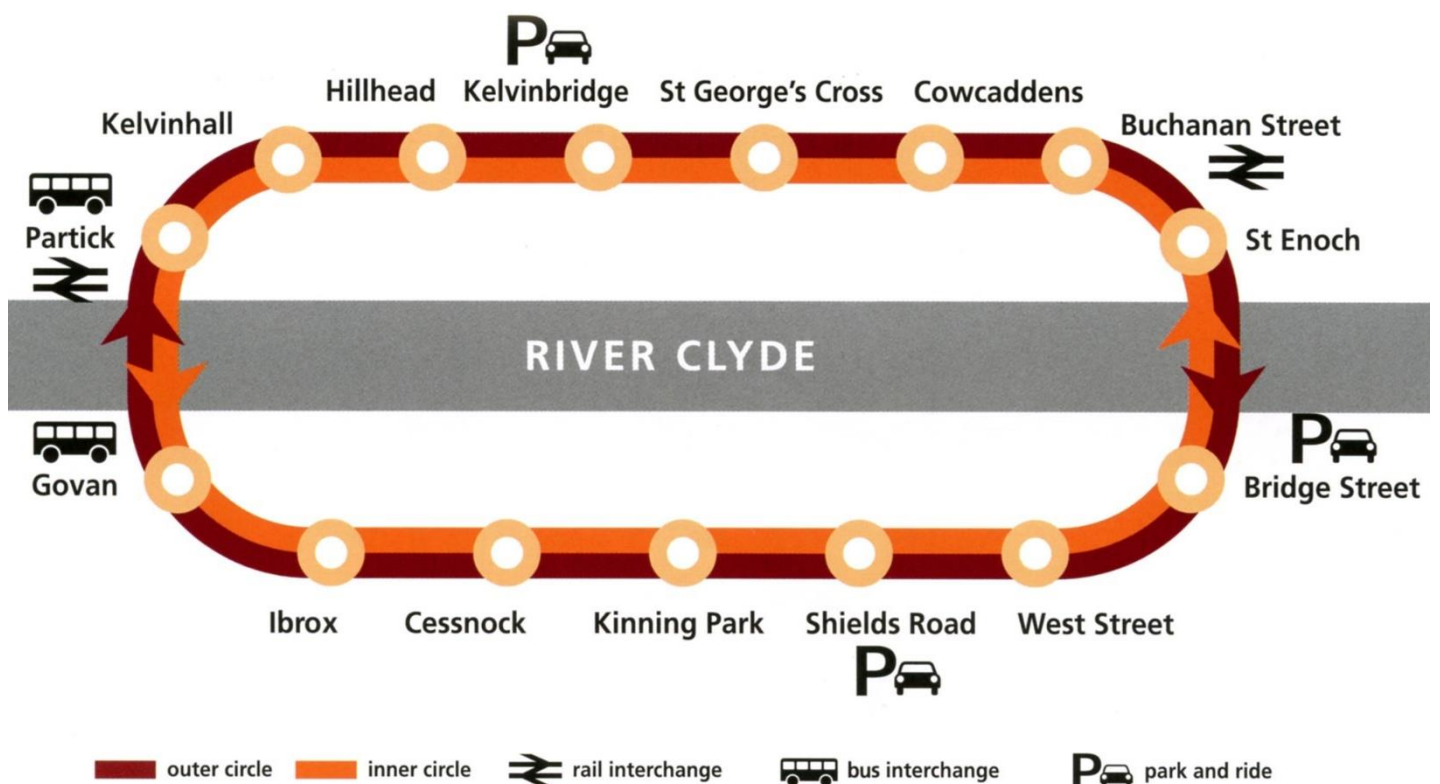 P
Hillhead
Kelvinbridge
St George's Cross
Cowcaddens
Kelvinhall
Buchanan Street
Partick
St Enoch
RIVER CLYDE
Govan
P
Bridge Street
Ibrox
Cessnock
Kinning Park
Shields Road
West Street
P
outer circle
inner circle
rail interchange
bus interchange
P
park and ride